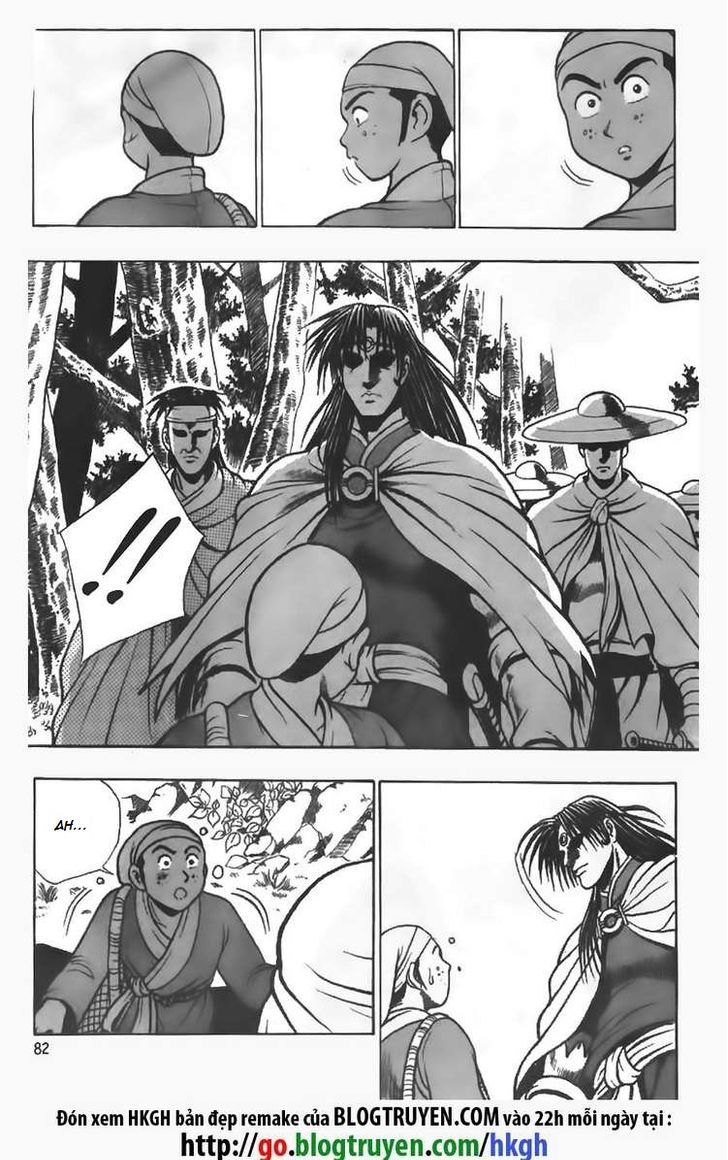 !!
AH...
82
Đón xem HKGH bản đẹp remake của BLOGTRUYEN.COM vào 22h mỗi ngày tại :
http://go.blogtruyen.com/hkgh